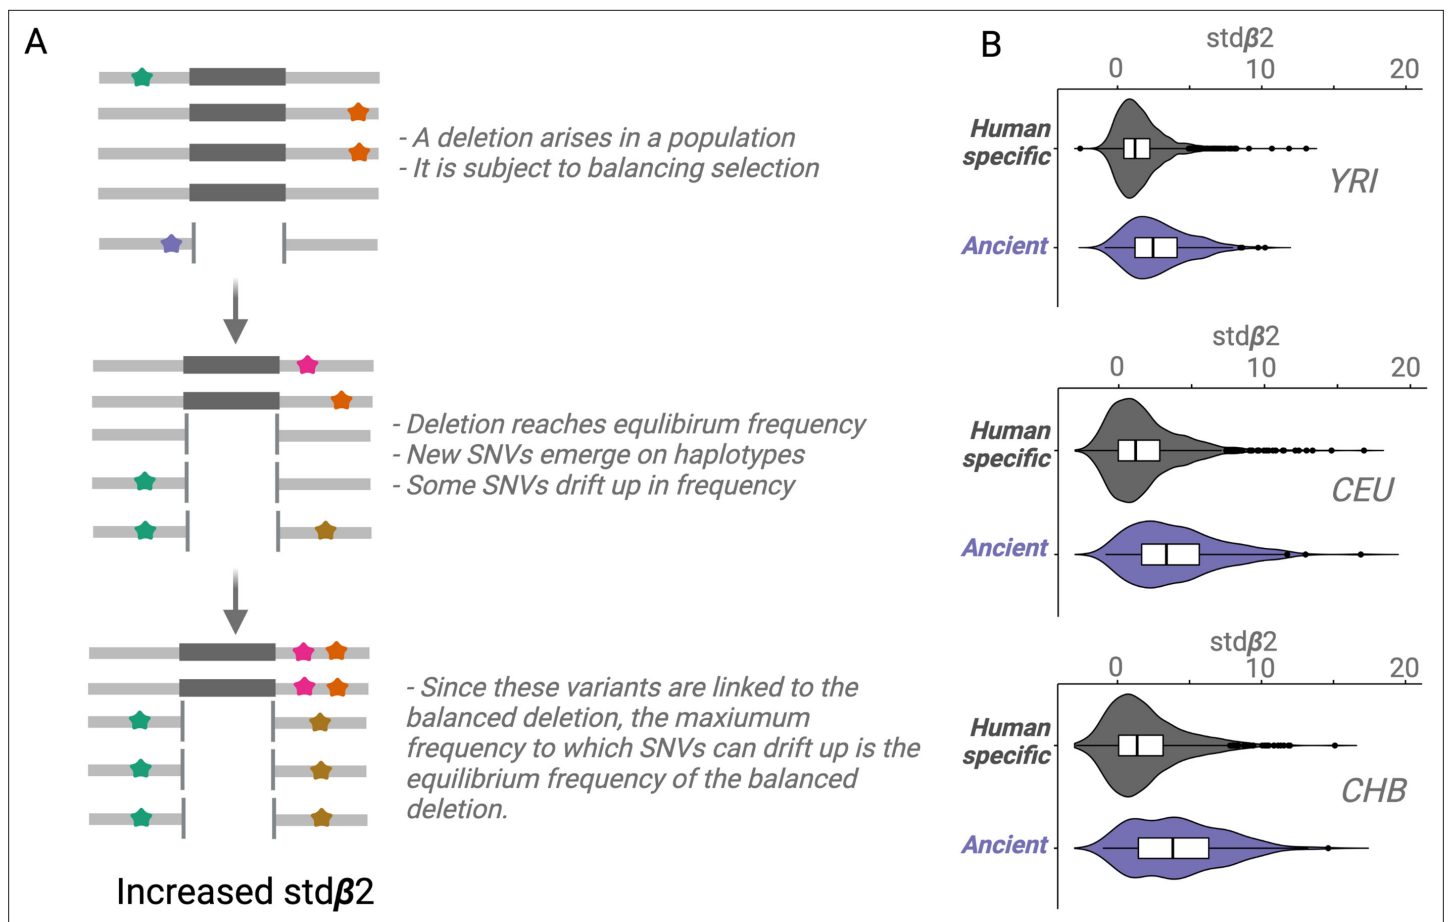 A
- A deletion arises in a population
- It is subject to balancing selection
- Deletion reaches equlibirum frequency
- New SNVs emerge on haplotypes
- Some SNVs drift up in frequency
- Since these variants are linked to the
balanced deletion, the maxiumum
frequency to which SNVs can drift up is the
equilibrium frequency of the balanced
deletion.
Increased stdβ2
B
stdβ2
0 10 20
Human
specific
YRI
Ancient
stdβ2
0 10 20
Human
specific
CEU
Ancient
stdβ2
0 10 20
Human
specific
CHB
Ancient